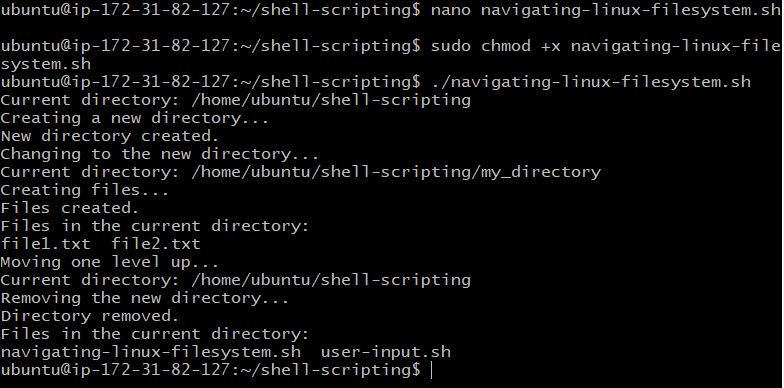 ubuntu@ip-172-31-82-127:~/shell-scripting$ nano navigating-linux-filesystem.sh
ubuntu@ip-172-31-82-127:~/shell-scripting$ sudo chmod +x navigating-linux-file
system.sh
ubuntu@ip-172-31-82-127:~/shell-scripting$ ./navigating-linux-filesystem.sh
Current directory: /home/ubuntu/shell-scripting
Creating a new directory...
New directory created.
Changing to the new directory...
Current directory: /home/ubuntu/shell-scripting/my_directory
Creating files...
Files created.
Files in the current directory:
file1.txt  file2.txt
Moving one level up...
Current directory: /home/ubuntu/shell-scripting
Removing the new directory...
Directory removed.
Files in the current directory:
navigating-linux-filesystem.sh  user-input.sh
ubuntu@ip-172-31-82-127:~/shell-scripting$